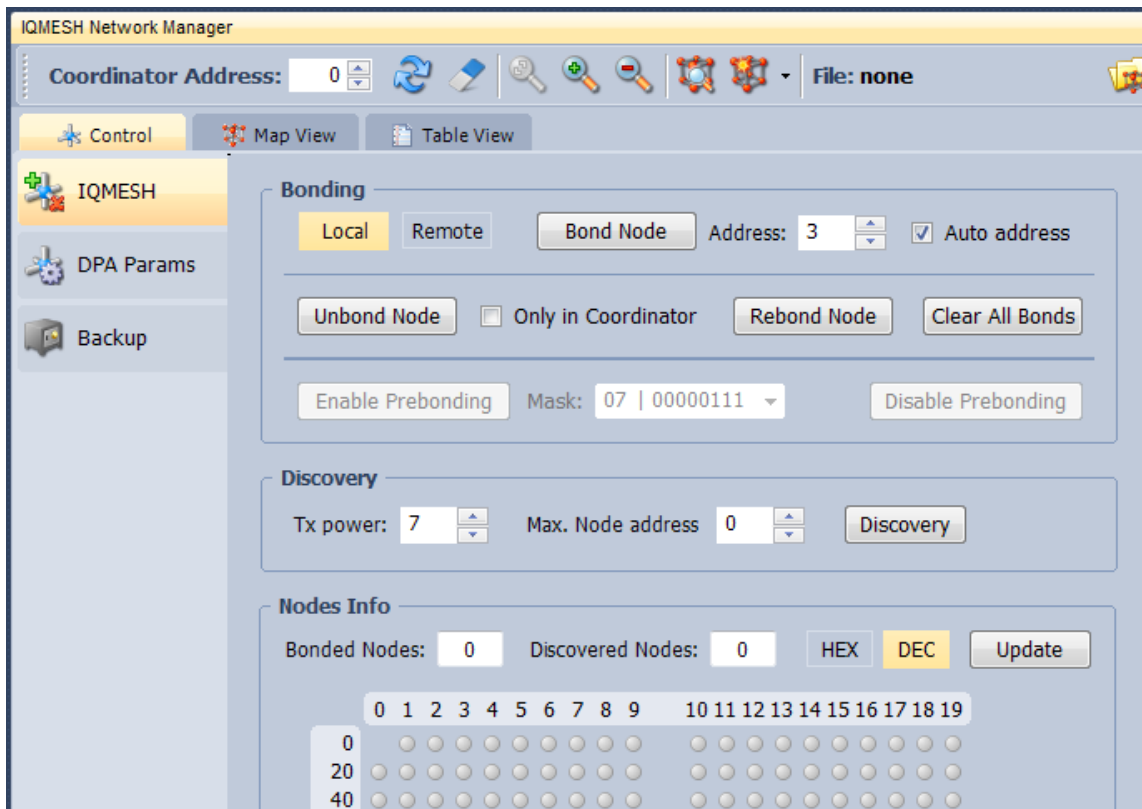 IQMESH Network Manager
Coordinator Address: 0 File: none
Control Map View Table View
IQMESH
DPA Params
Backup
Bonding
Local Remote Bond Node Address: 3 Auto address
Unbond Node Only in Coordinator Rebond Node Clear All Bonds
Enable Prebonding Mask: 07 | 00000111 Disable Prebonding
Discovery
Tx power: 7 Max. Node address 0 Discovery
Nodes Info
Bonded Nodes: 0 Discovered Nodes: 0 HEX DEC Update
0 1 2 3 4 5 6 7 8 9 10 11 12 13 14 15 16 17 18 19
0
20
40